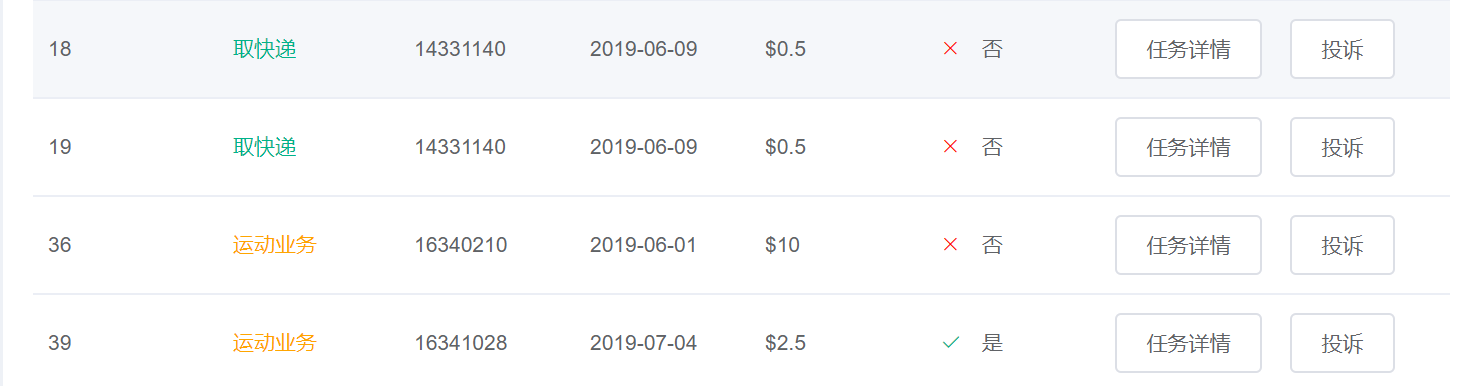 18 取快递 14331140 2019-06-09 $0.5 否 任务详情 投诉
19 取快递 14331140 2019-06-09 $0.5 否 任务详情 投诉
36 运动业务 16340210 2019-06-01 $10 否 任务详情 投诉
39 运动业务 16341028 2019-07-04 $2.5 是 任务详情 投诉